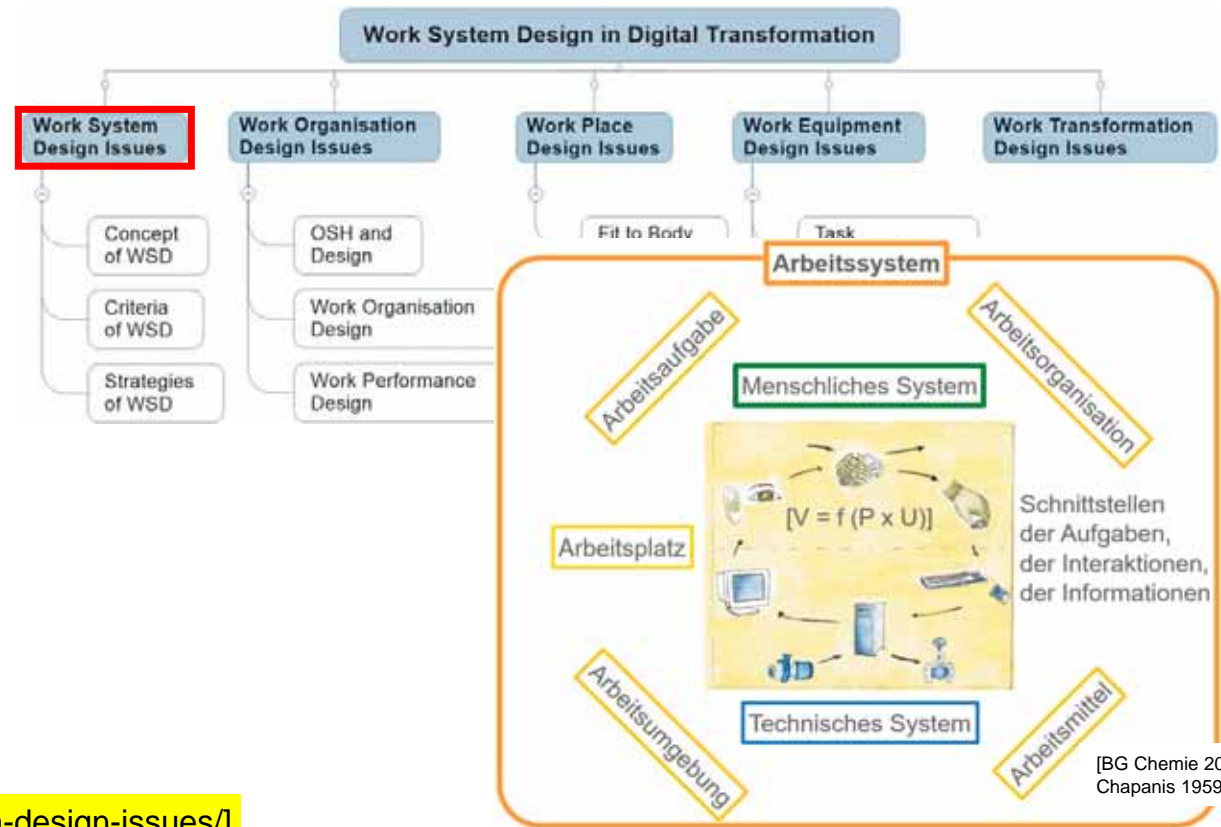 Work System Design in Digital Transformation
Work System
Design Issues
Work Organisation
Design Issues
Work Place
Design Issues
Work Equipment
Design Issues
Work Transformation
Design Issues
Concept
of WSD
Criteria
of WSD
Strategies
of WSD
OSH and
Design
Work Organisation
Design
Work Performance
Design
Fit to Body
Task
Arbeitssystem
Arbeitsaufgabe
Arbeitsorganisation
Menschliches System
[V = f (P x U)]
Arbeitsplatz
Schnittstellen
der Aufgaben,
der Interaktionen,
der Informationen
Technisches System
Arbeitsumgebung
Arbeitsmittel
[BG Chemie 20
Chapanis 1959
-design-issues/]